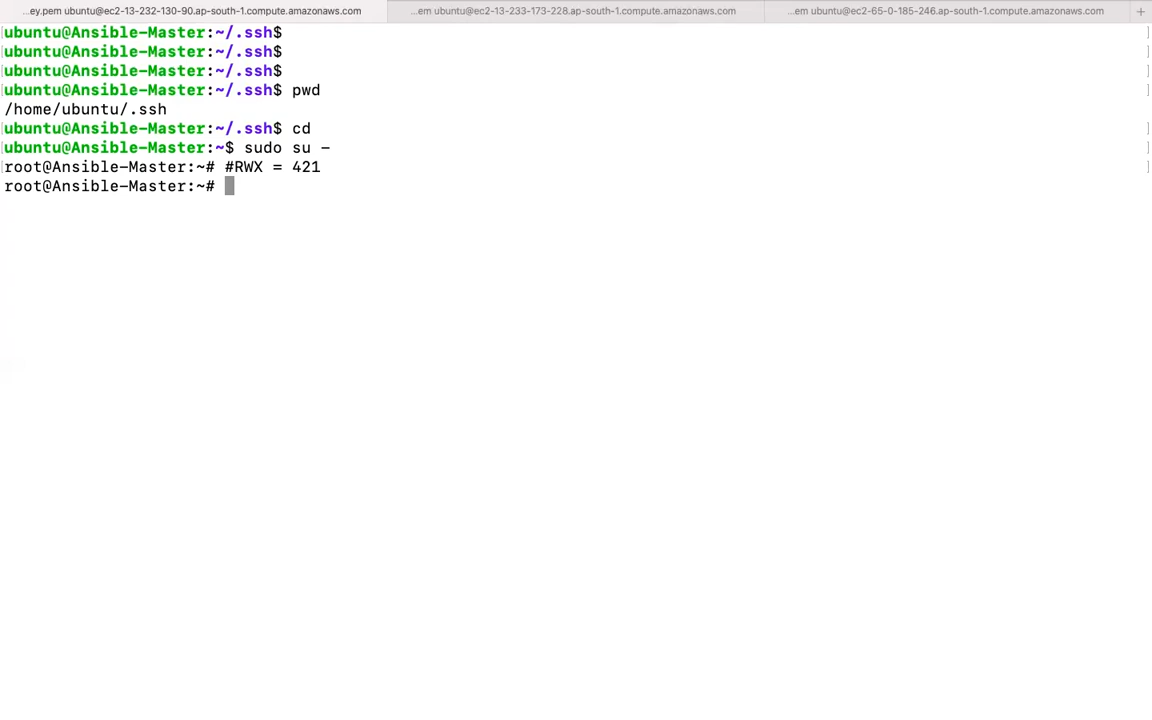 ...ey.pem ubuntu@ec2-13-232-130-90.ap-south-1.compute.amazonaws.com ...em ubuntu@ec2-13-233-173-228.ap-south-1.compute.amazonaws.com ...em ubuntu@ec2-65-0-185-246.ap-south-1.compute.amazonaws.com +
ubuntu@Ansible-Master:~/.ssh$
ubuntu@Ansible-Master:~/.ssh$
ubuntu@Ansible-Master:~/.ssh$
ubuntu@Ansible-Master:~/.ssh$ pwd
/home/ubuntu/.ssh
ubuntu@Ansible-Master:~/.ssh$ cd
ubuntu@Ansible-Master:~$ sudo su -
root@Ansible-Master:~# #RWX = 421
root@Ansible-Master:~#